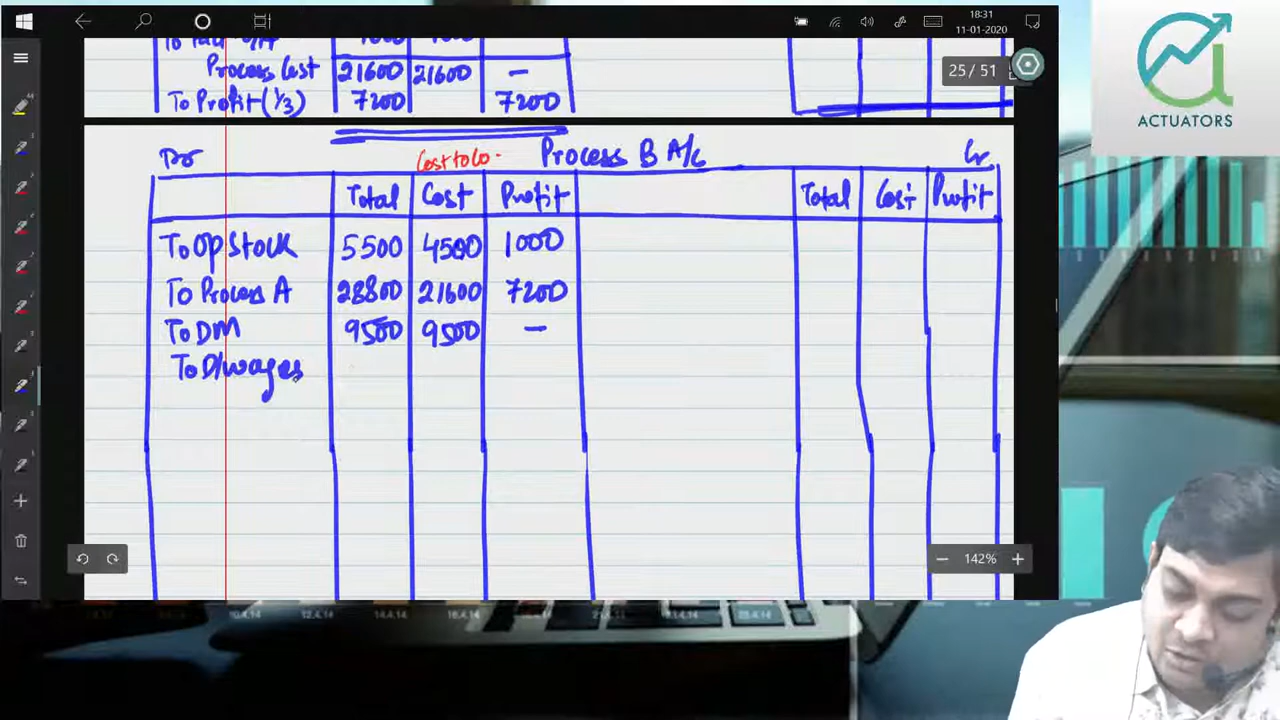 18:31
11-01-2020
25 / 51
Process Cost 21600 21600 —
To Profit (1/3) 7200 7200
ACTUATORS
Dr Cost to Co. Process B A/c Cr
Total Cost Profit Total Cost Profit
To Op Stock 5500 4500 1000
To Process A 28800 21600 7200
To DM 9500 9500 —
To D/wages
142%